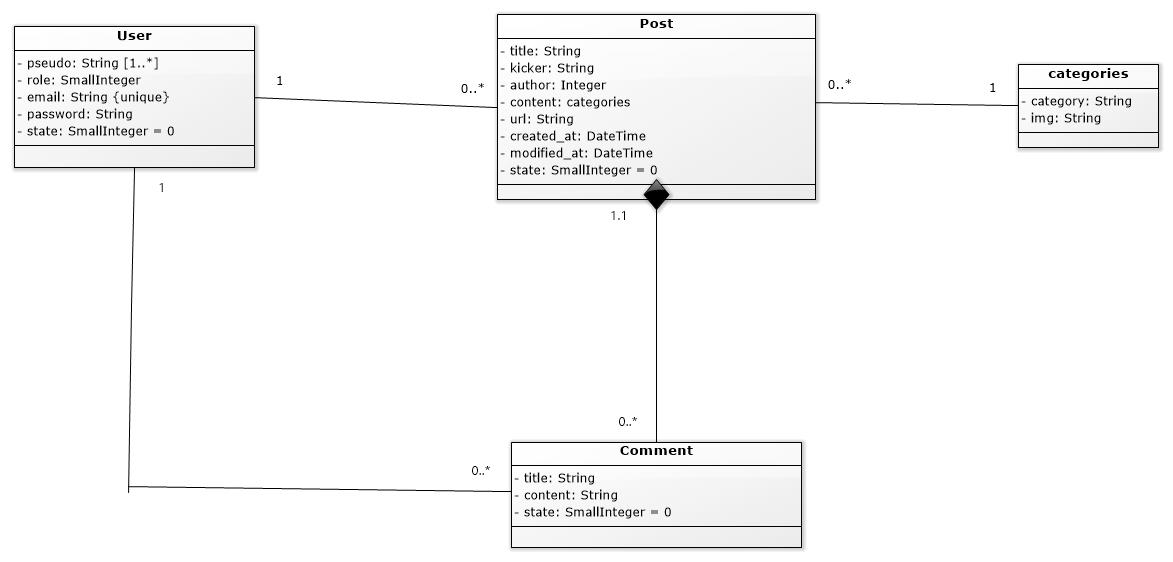 User
- pseudo: String [1..*]
- role: SmallInteger
- email: String {unique}
- password: String
- state: SmallInteger = 0
1
0..*
Post
- title: String
- kicker: String
- author: Integer
- content: categories
- url: String
- created_at: DateTime
- modified_at: DateTime
- state: SmallInteger = 0
0..*
1
categories
- category: String
- img: String
1
1.1
0..*
0..*
Comment
- title: String
- content: String
- state: SmallInteger = 0